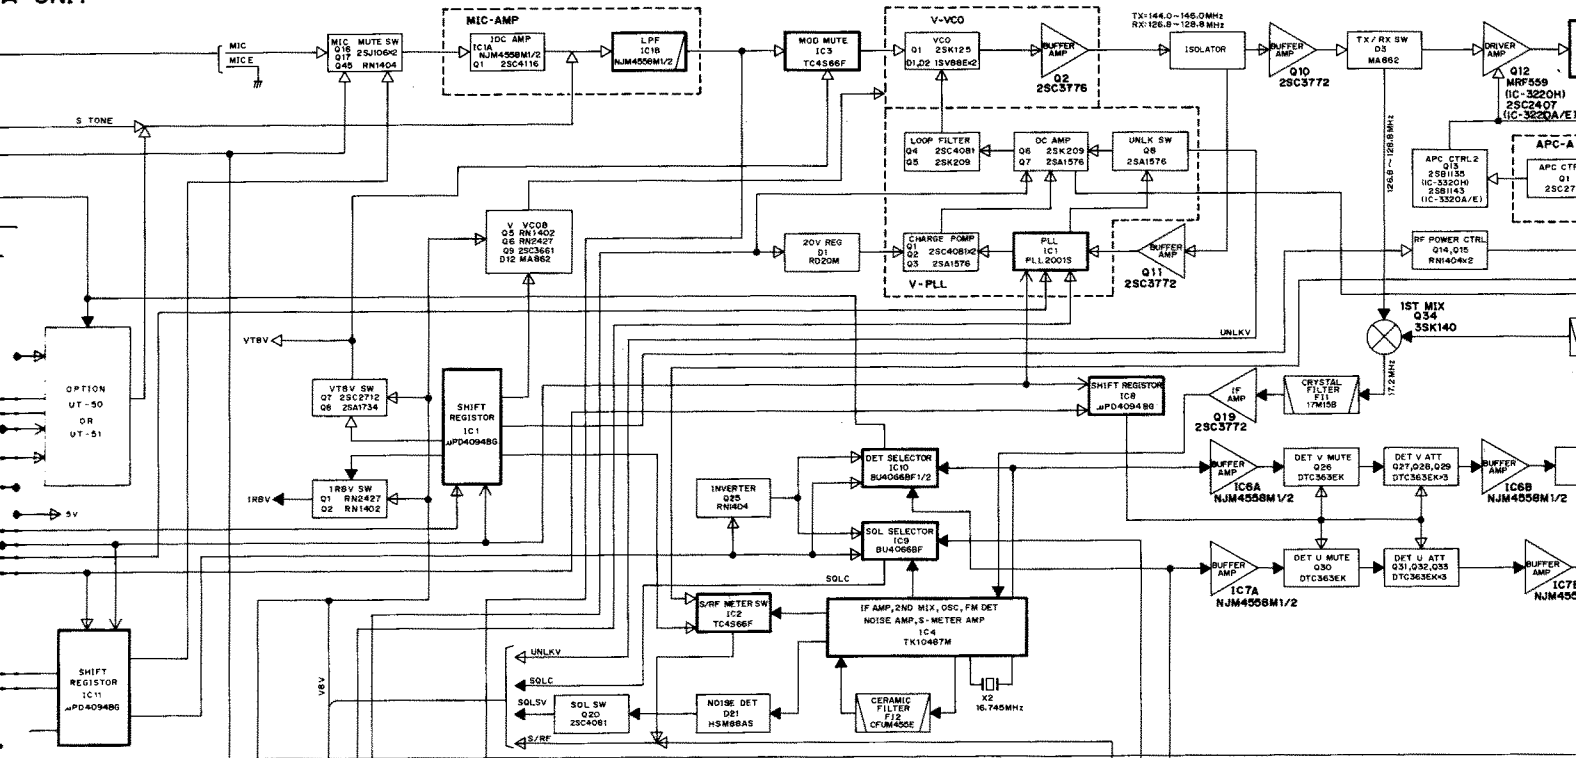 A UNIT
MIC
MIC E
MIC MUTE SW
Q16 2SJ106×2
Q17
Q45 RN1404
MIC-AMP
IDC AMP
IC1A
NJM4558M1/2
Q1 2SC4116
LPF
IC1B
NJM4558M1/2
MOD MUTE
IC3
TC4S66F
V-VCO
VCO
Q1 2SK125
D1,D2 1SV88E×2
BUFFER
AMP
Q2
2SC3776
TX:144.0~146.0MHz
RX:126.8~128.8MHz
ISOLATOR
BUFFER
AMP
Q10
2SC3772
TX/RX SW
D3
MA862
DRIVER
AMP
Q12
MRF559
(IC-3220H)
2SC2407
(IC-3220A/E)
S TONE
LOOP FILTER
Q4 2SC4081
Q5 2SK209
DC AMP
Q6 2SK209
Q7 2SA1576
UNLK SW
Q8
2SA1576
126.8~128.8MHz
APC CTRL2
Q13
2SB1135
(IC-3320H)
2SB1143
(IC-3320A/E)
APC-A
APC CT
Q1
2SC27
V VCO8
Q5 RN1402
Q6 RN2427
Q9 2SC3661
D12 MA862
20V REG
D1
RD20M
CHARGE POMP
Q1
Q2 2SC4081×2
Q3 2SA1576
PLL
IC1
PLL2001S
BUFFER
AMP
Q11
2SC3772
V-PLL
RF POWER CTRL
Q14,Q15
RN1404×2
1ST MIX
Q34
3SK140
UNLKV
VT8V
OPTION
UT-50
OR
UT-51
VT8V SW
Q7 2SC2712
Q8 2SA1734
SHIFT
REGISTOR
IC1
μPD4094BG
SHIFT REGISTOR
IC8
μPD4094BG
IF
AMP
Q19
2SC3772
CRYSTAL
FILTER
FI1
17M15B
17.2MHz
1R8V
1R8V SW
Q1 RN2427
Q2 RN1402
5V
INVERTER
Q25
RN1404
DET SELECTOR
IC10
BU4066BF1/2
SQL SELECTOR
IC9
BU4066BF
BUFFER
AMP
IC6A
NJM4558M1/2
DET V MUTE
Q26
DTC363EK
DET V ATT
Q27,Q28,Q29
DTC363EK×3
BUFFER
AMP
IC6B
NJM4558M1/2
BUFFER
AMP
IC7A
NJM4558M1/2
DET U MUTE
Q30
DTC363EK
DET U ATT
Q31,Q32,Q33
DTC363EK×3
BUFFER
AMP
IC7B
NJM455
SQLC
S/RF METER SW
IC2
TC4S66F
IF AMP,2ND MIX,OSC,FM DET
NOISE AMP,S-METER AMP
IC4
TK10487M
SHIFT
REGISTOR
IC11
μPD4094BG
V8V
UNLKV
SQLC
SQL5V
S/RF
SQL SW
Q20
2SC4081
NOISE DET
D21
HSM88AS
CERAMIC
FILTER
FI2
CFUM455E
X2
16.745MHz